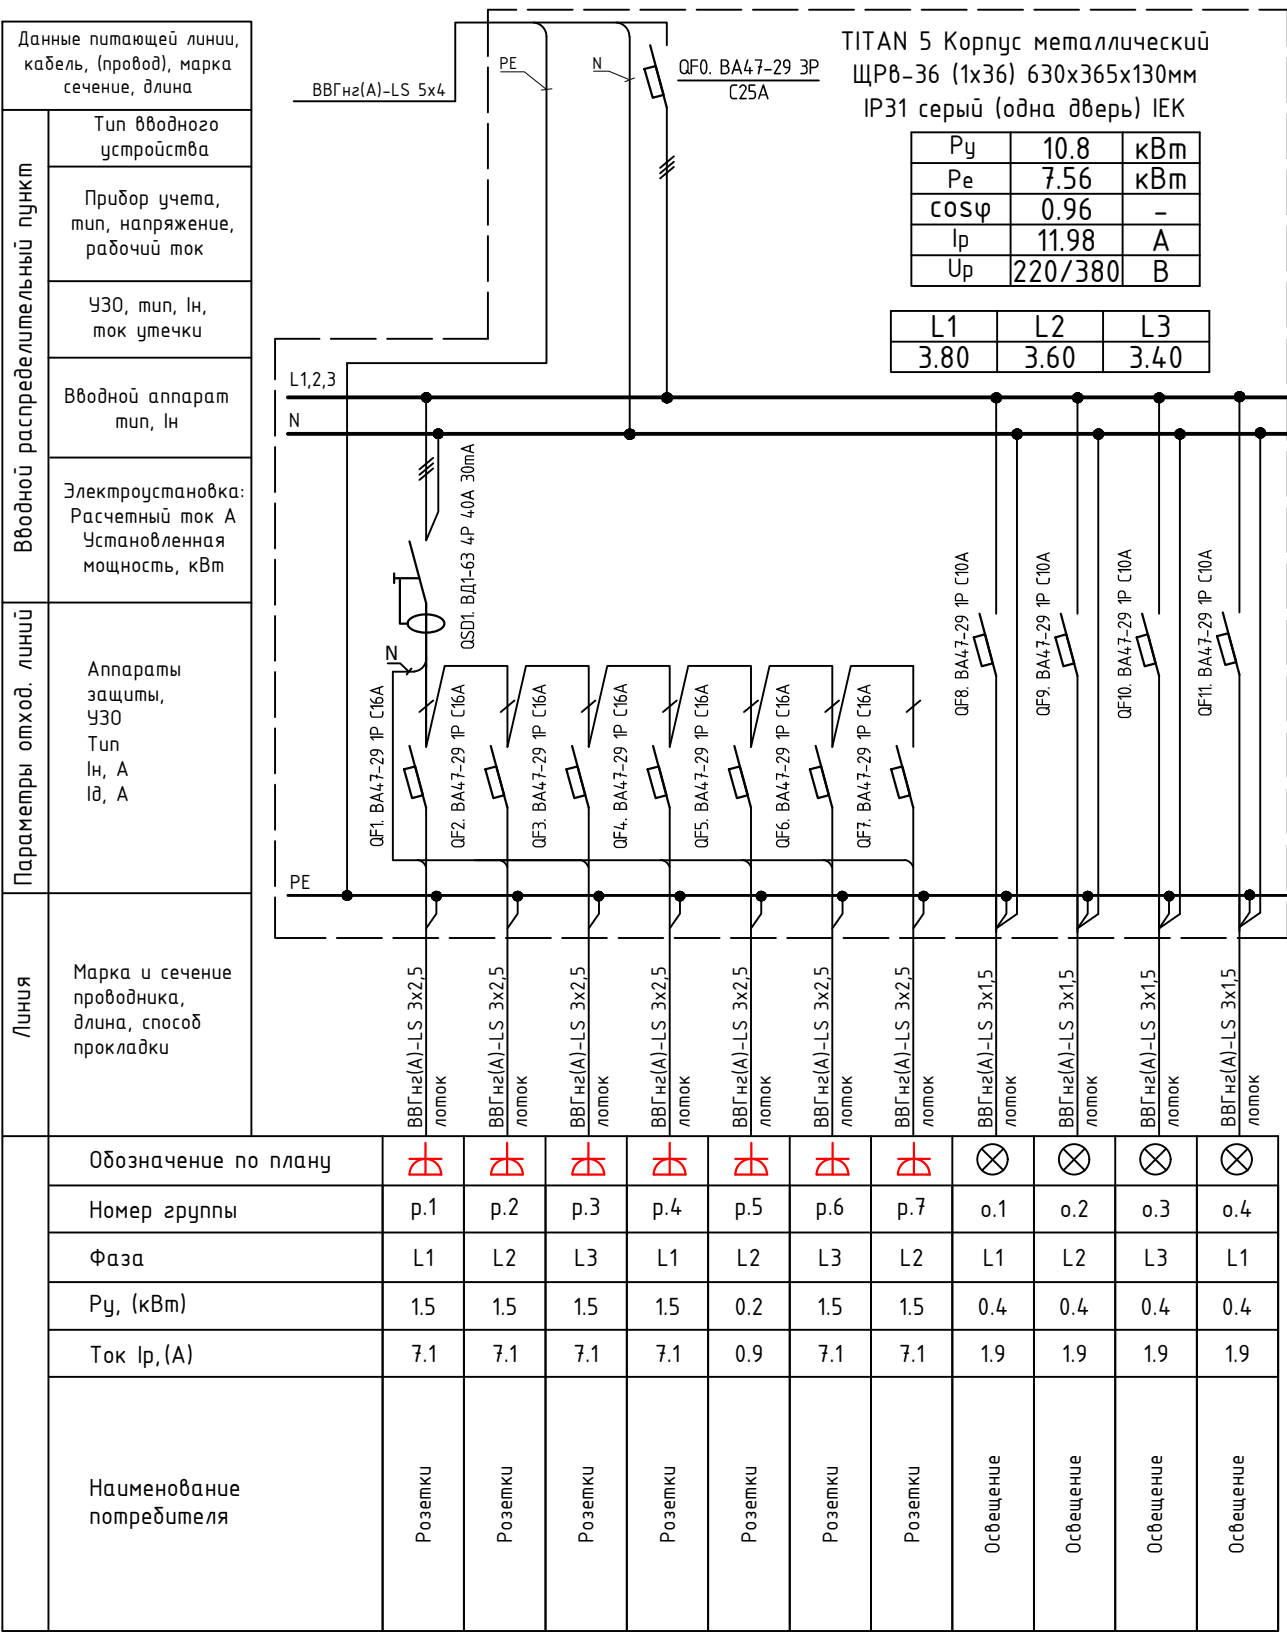 Данные питающей линии,
кабель, (провод), марка
сечение, длина
ВВГнг(А)-LS 5х4
PE
N
QF0. ВА47-29 3Р
С25А
TITAN 5 Корпус металлический
ЩРв-36 (1х36) 630х365х130мм
IP31 серый (одна дверь) IEK
Ру 10.8 кВт
Ре 7.56 кВт
cosφ 0.96 -
Iр 11.98 А
Uр 220/380 В
L1 L2 L3
3.80 3.60 3.40
Вводной распределительный пункт
Тип вводного
устройства
Прибор учета,
тип, напряжение,
рабочий ток
УЗО, тип, Iн,
ток утечки
Вводной аппарат
тип, Iн
Электроустановка:
Расчетный ток А
Установленная
мощность, кВт
L1,2,3
N
QSD1. ВД1-63 4Р 40А 30mA
N
Параметры отход. линий
Аппараты
защиты,
УЗО
Тип
Iн, А
Iд, А
QF1. ВА47-29 1Р С16А
QF2. ВА47-29 1Р С16А
QF3. ВА47-29 1Р С16А
QF4. ВА47-29 1Р С16А
QF5. ВА47-29 1Р С16А
QF6. ВА47-29 1Р С16А
QF7. ВА47-29 1Р С16А
QF8. ВА47-29 1Р С10А
QF9. ВА47-29 1Р С10А
QF10. ВА47-29 1Р С10А
QF11. ВА47-29 1Р С10А
PE
Линия
Марка и сечение
проводника,
длина, способ
прокладки
ВВГнг(А)-LS 3х2,5
лоток
ВВГнг(А)-LS 3х2,5
лоток
ВВГнг(А)-LS 3х2,5
лоток
ВВГнг(А)-LS 3х2,5
лоток
ВВГнг(А)-LS 3х2,5
лоток
ВВГнг(А)-LS 3х2,5
лоток
ВВГнг(А)-LS 3х2,5
лоток
ВВГнг(А)-LS 3х1,5
лоток
ВВГнг(А)-LS 3х1,5
лоток
ВВГнг(А)-LS 3х1,5
лоток
ВВГнг(А)-LS 3х1,5
лоток
Обозначение по плану
Номер группы р.1 р.2 р.3 р.4 р.5 р.6 р.7 о.1 о.2 о.3 о.4
Фаза L1 L2 L3 L1 L2 L3 L2 L1 L2 L3 L1
Ру, (кВт) 1.5 1.5 1.5 1.5 0.2 1.5 1.5 0.4 0.4 0.4 0.4
Ток Iр,(А) 7.1 7.1 7.1 7.1 0.9 7.1 7.1 1.9 1.9 1.9 1.9
Наименование
потребителя
Розетки
Розетки
Розетки
Розетки
Розетки
Розетки
Розетки
Освещение
Освещение
Освещение
Освещение